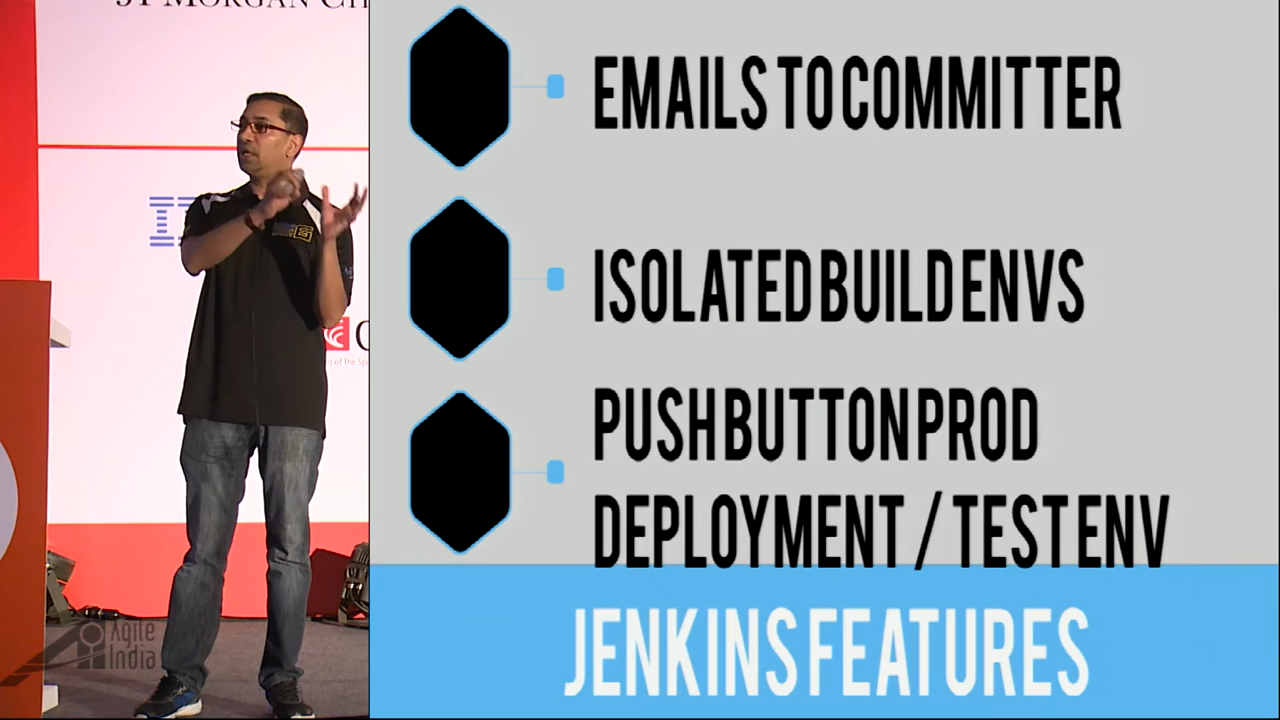 EMAILS TO COMMITTER
ISOLATED BUILD ENVS
PUSH BUTTON PROD
DEPLOYMENT / TEST ENV
JENKINS FEATURES
Agile
India